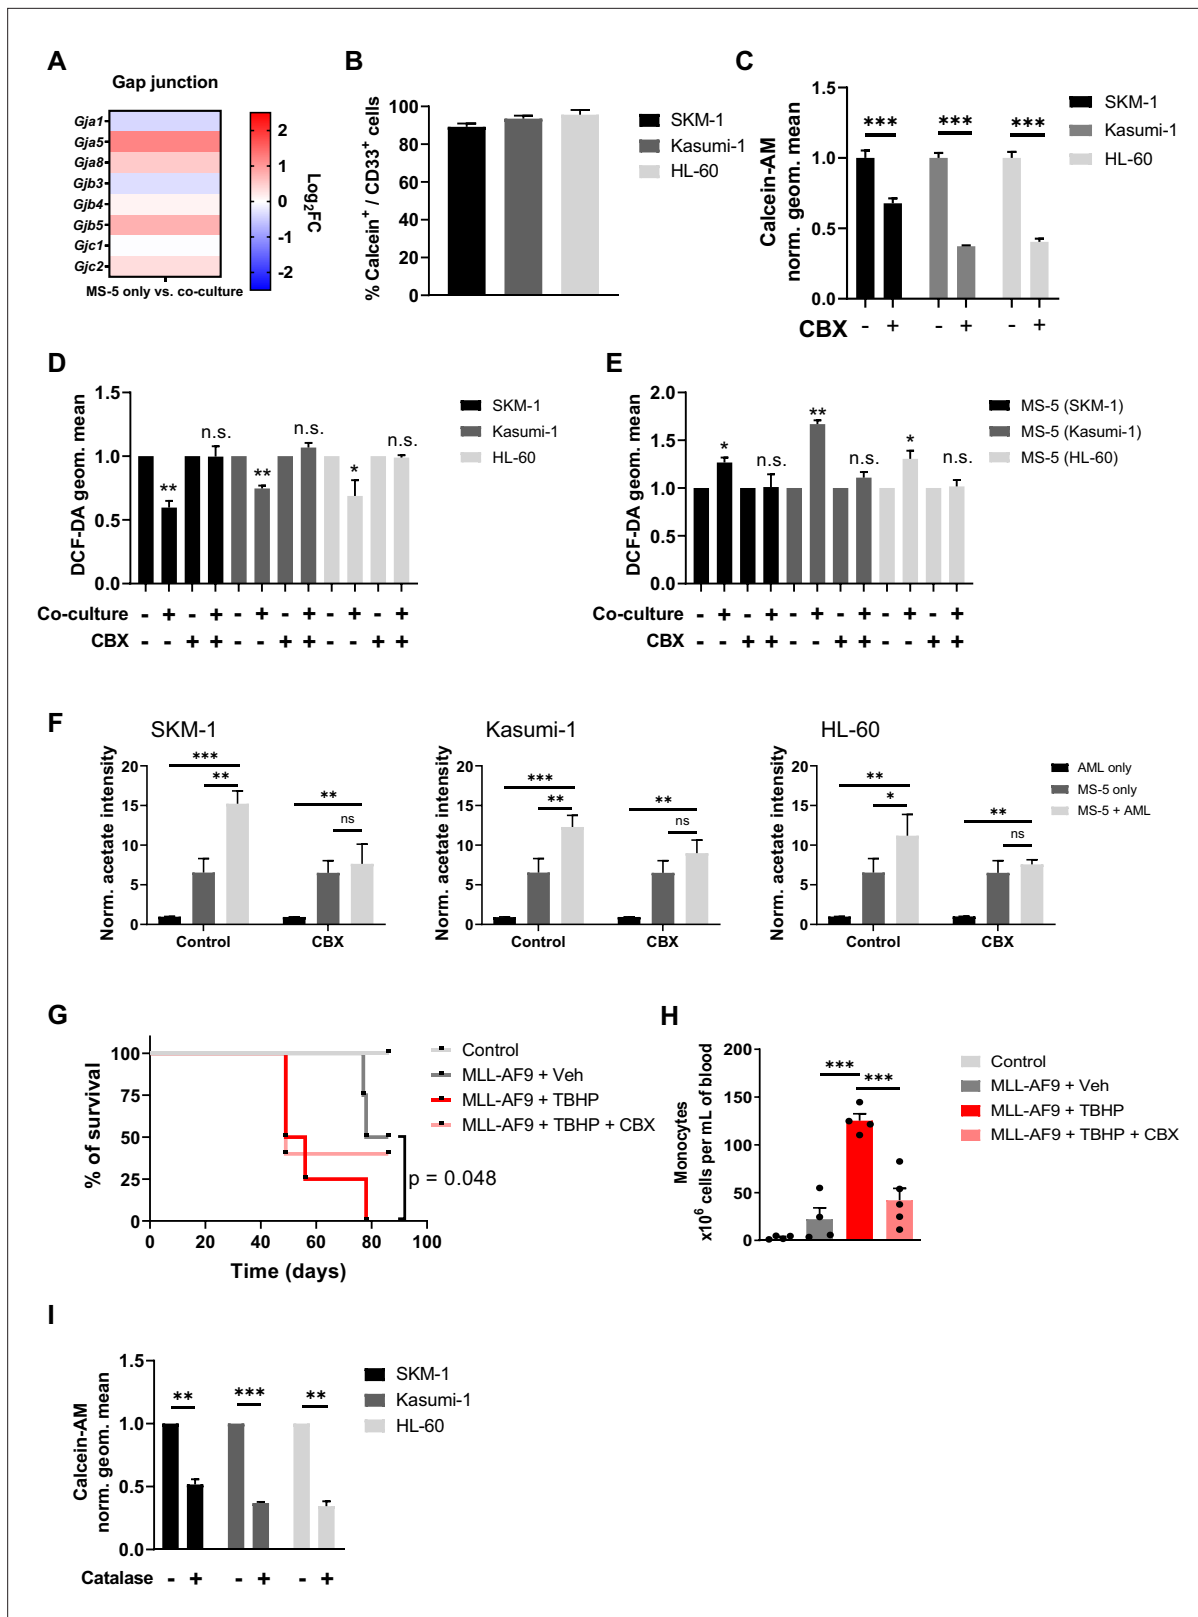 A
Gap junction
Gja1
Gja5
Gja8
Gjb3
Gjb4
Gjb5
Gjc1
Gjc2
MS-5 only vs. co-culture
2
1
0
-1
-2
Log2FC
B
% Calcein+ / CD33+ cells
100
80
60
40
20
0
SKM-1
Kasumi-1
HL-60
C
Calcein-AM
norm. geom. mean
1.5
1.0
0.5
0.0
*** *** ***
SKM-1
Kasumi-1
HL-60
CBX - + - + - +
D
DCF-DA geom. mean
1.5
1.0
0.5
0.0
** n.s. ** n.s. * n.s.
SKM-1
Kasumi-1
HL-60
Co-culture - + - + - + - + - + - +
CBX - - + + - - + + - - + +
E
DCF-DA geom. mean
2.0
1.5
1.0
0.5
0.0
* n.s. ** n.s. * n.s.
MS-5 (SKM-1)
MS-5 (Kasumi-1)
MS-5 (HL-60)
Co-culture - + - + - + - + - + - +
CBX - - + + - - + + - - + +
F
SKM-1
Norm. acetate intensity
20
15
10
5
0
***
**
**
ns
Control CBX
Kasumi-1
Norm. acetate intensity
20
15
10
5
0
***
**
**
ns
Control CBX
HL-60
Norm. acetate intensity
20
15
10
5
0
**
*
**
ns
Control CBX
AML only
MS-5 only
MS-5 + AML
G
% of survival
100
75
50
25
0
0 20 40 60 80 100
Time (days)
Control
MLL-AF9 + Veh
MLL-AF9 + TBHP
MLL-AF9 + TBHP + CBX
p = 0.048
H
Monocytes
x106 cells per mL of blood
200
150
100
50
0
*** ***
Control
MLL-AF9 + Veh
MLL-AF9 + TBHP
MLL-AF9 + TBHP + CBX
I
Calcein-AM
norm. geom. mean
1.5
1.0
0.5
0.0
** *** **
SKM-1
Kasumi-1
HL-60
Catalase - + - + - +